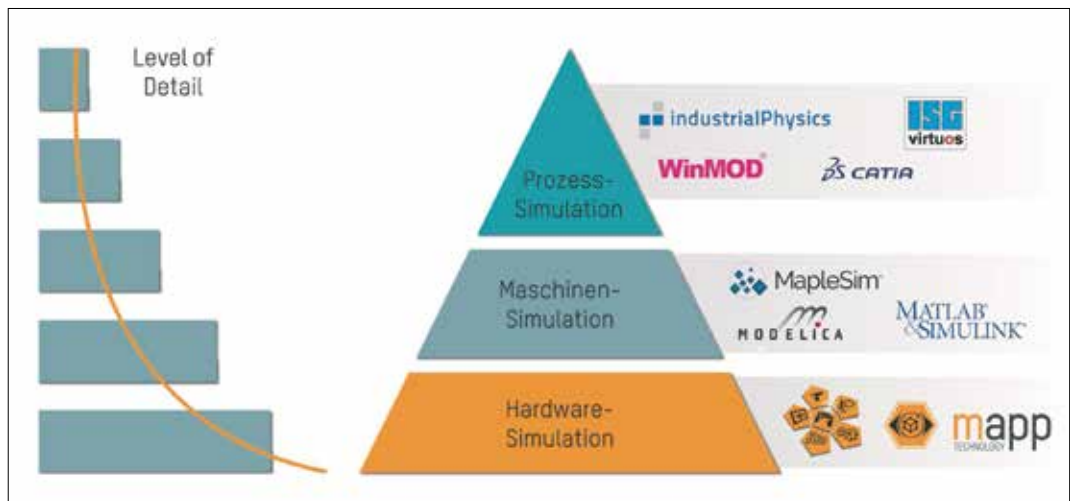 Level of
Detail
industrialPhysics
ISG
virtuos
WinMOD®
CATIA
Prozess-
Simulation
MapleSim
MODELICA
MATLAB®
&SIMULINK®
Maschinen-
Simulation
Hardware-
Simulation
mapp
TECHNOLOGY